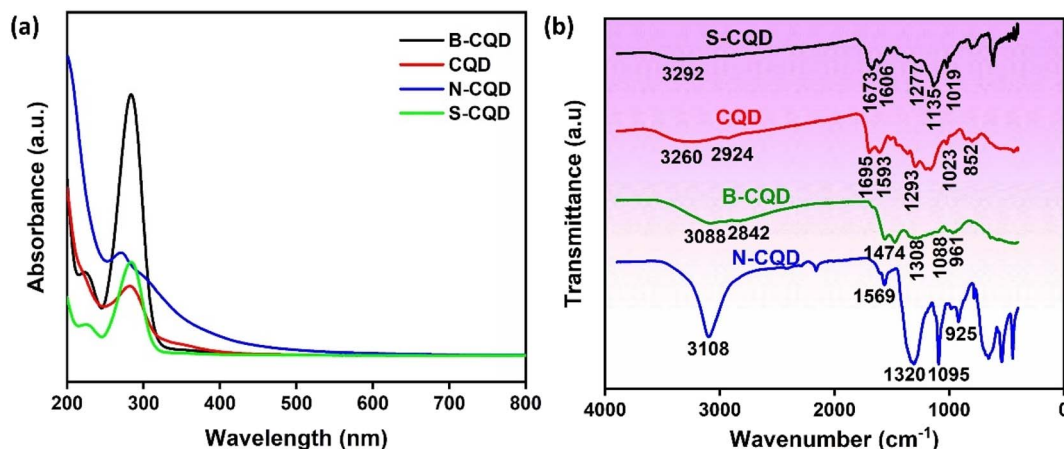 (a)
B-CQD
CQD
N-CQD
S-CQD
Absorbance (a.u.)
200 300 400 500 600 700 800
Wavelength (nm)
(b)
S-CQD
3292
1673
1606
1277
1135
1019
CQD
3260 2924
1695
1593
1293
1023
852
B-CQD
3088 2842
1474
1308
1088
961
N-CQD
3108
1569
1320 1095
925
Transmittance (a.u)
4000 3000 2000 1000 0
Wavenumber (cm⁻¹)